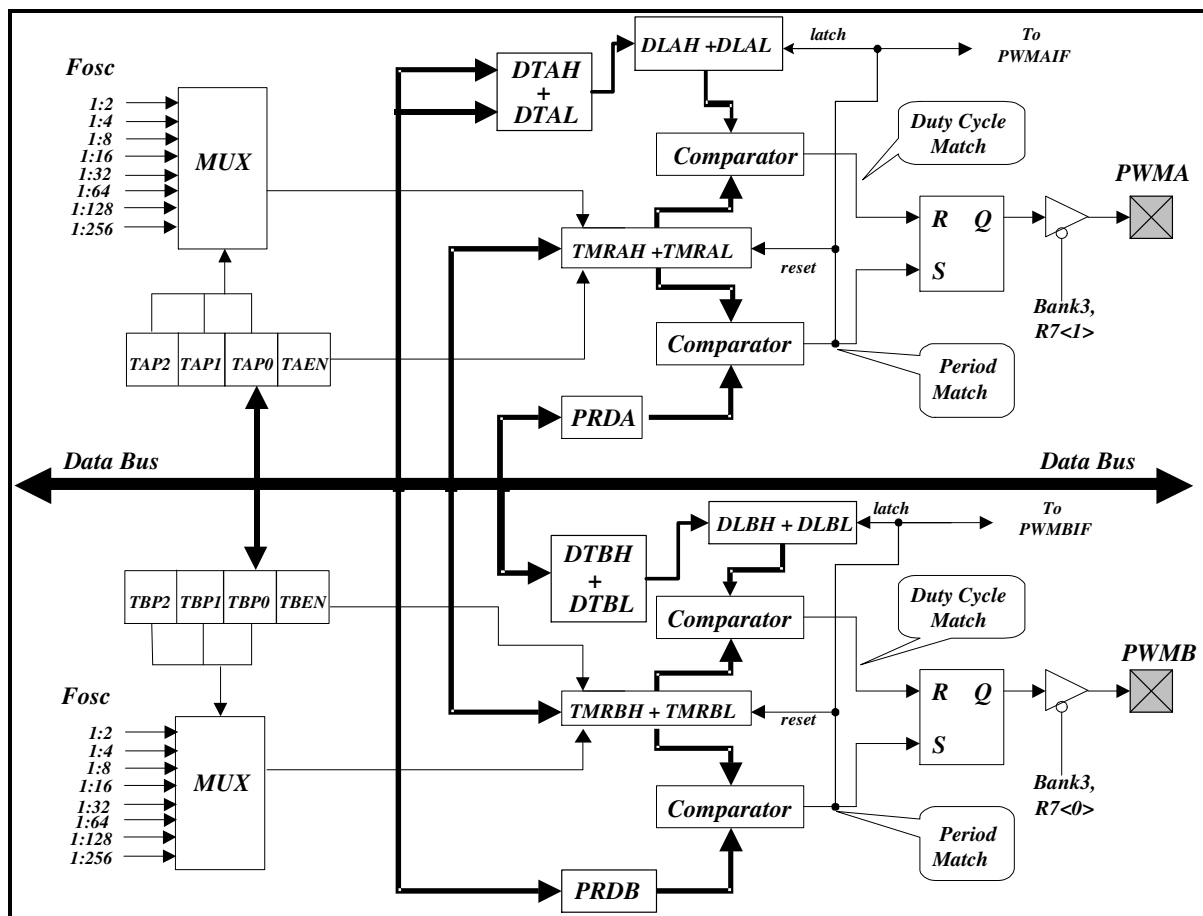 Fosc
1:2
1:4
1:8
1:16
1:32
1:64
1:128
1:256
MUX
TAP2 TAP1 TAP0 TAEN
DTAH
+
DTAL
DLAH +DLAL
latch
To
PWMAIF
Comparator
Duty Cycle
Match
TMRAH +TMRAL
reset
R Q
S
PWMA
Bank3,
R7<1>
Comparator
Period
Match
PRDA
Data Bus
Data Bus
DTBH
+
DTBL
DLBH + DLBL
latch
To
PWMBIF
TBP2 TBP1 TBP0 TBEN
Comparator
Duty Cycle
Match
Fosc
1:2
1:4
1:8
1:16
1:32
1:64
1:128
1:256
MUX
TMRBH + TMRBL
reset
R Q
S
PWMB
Bank3,
R7<0>
Comparator
Period
Match
PRDB